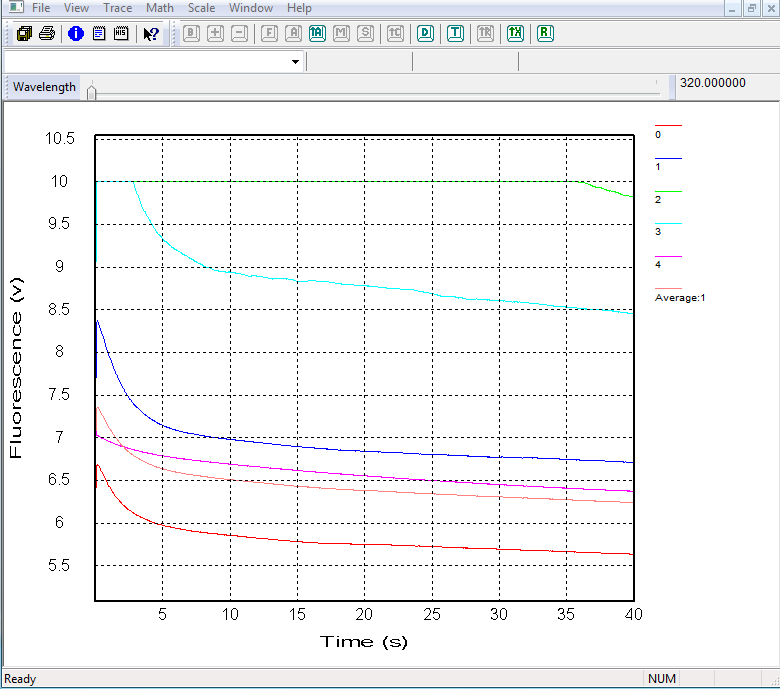 File View Trace Math Scale Window Help
i HIS ? B + - F A !A M S !C D T !R !X R!
Wavelength 320.000000
10.5
10
9.5
9
8.5
8
7.5
7
6.5
6
5.5
Fluorescence (v)
5 10 15 20 25 30 35 40
Time (s)
0
1
2
3
4
Average:1
Ready NUM